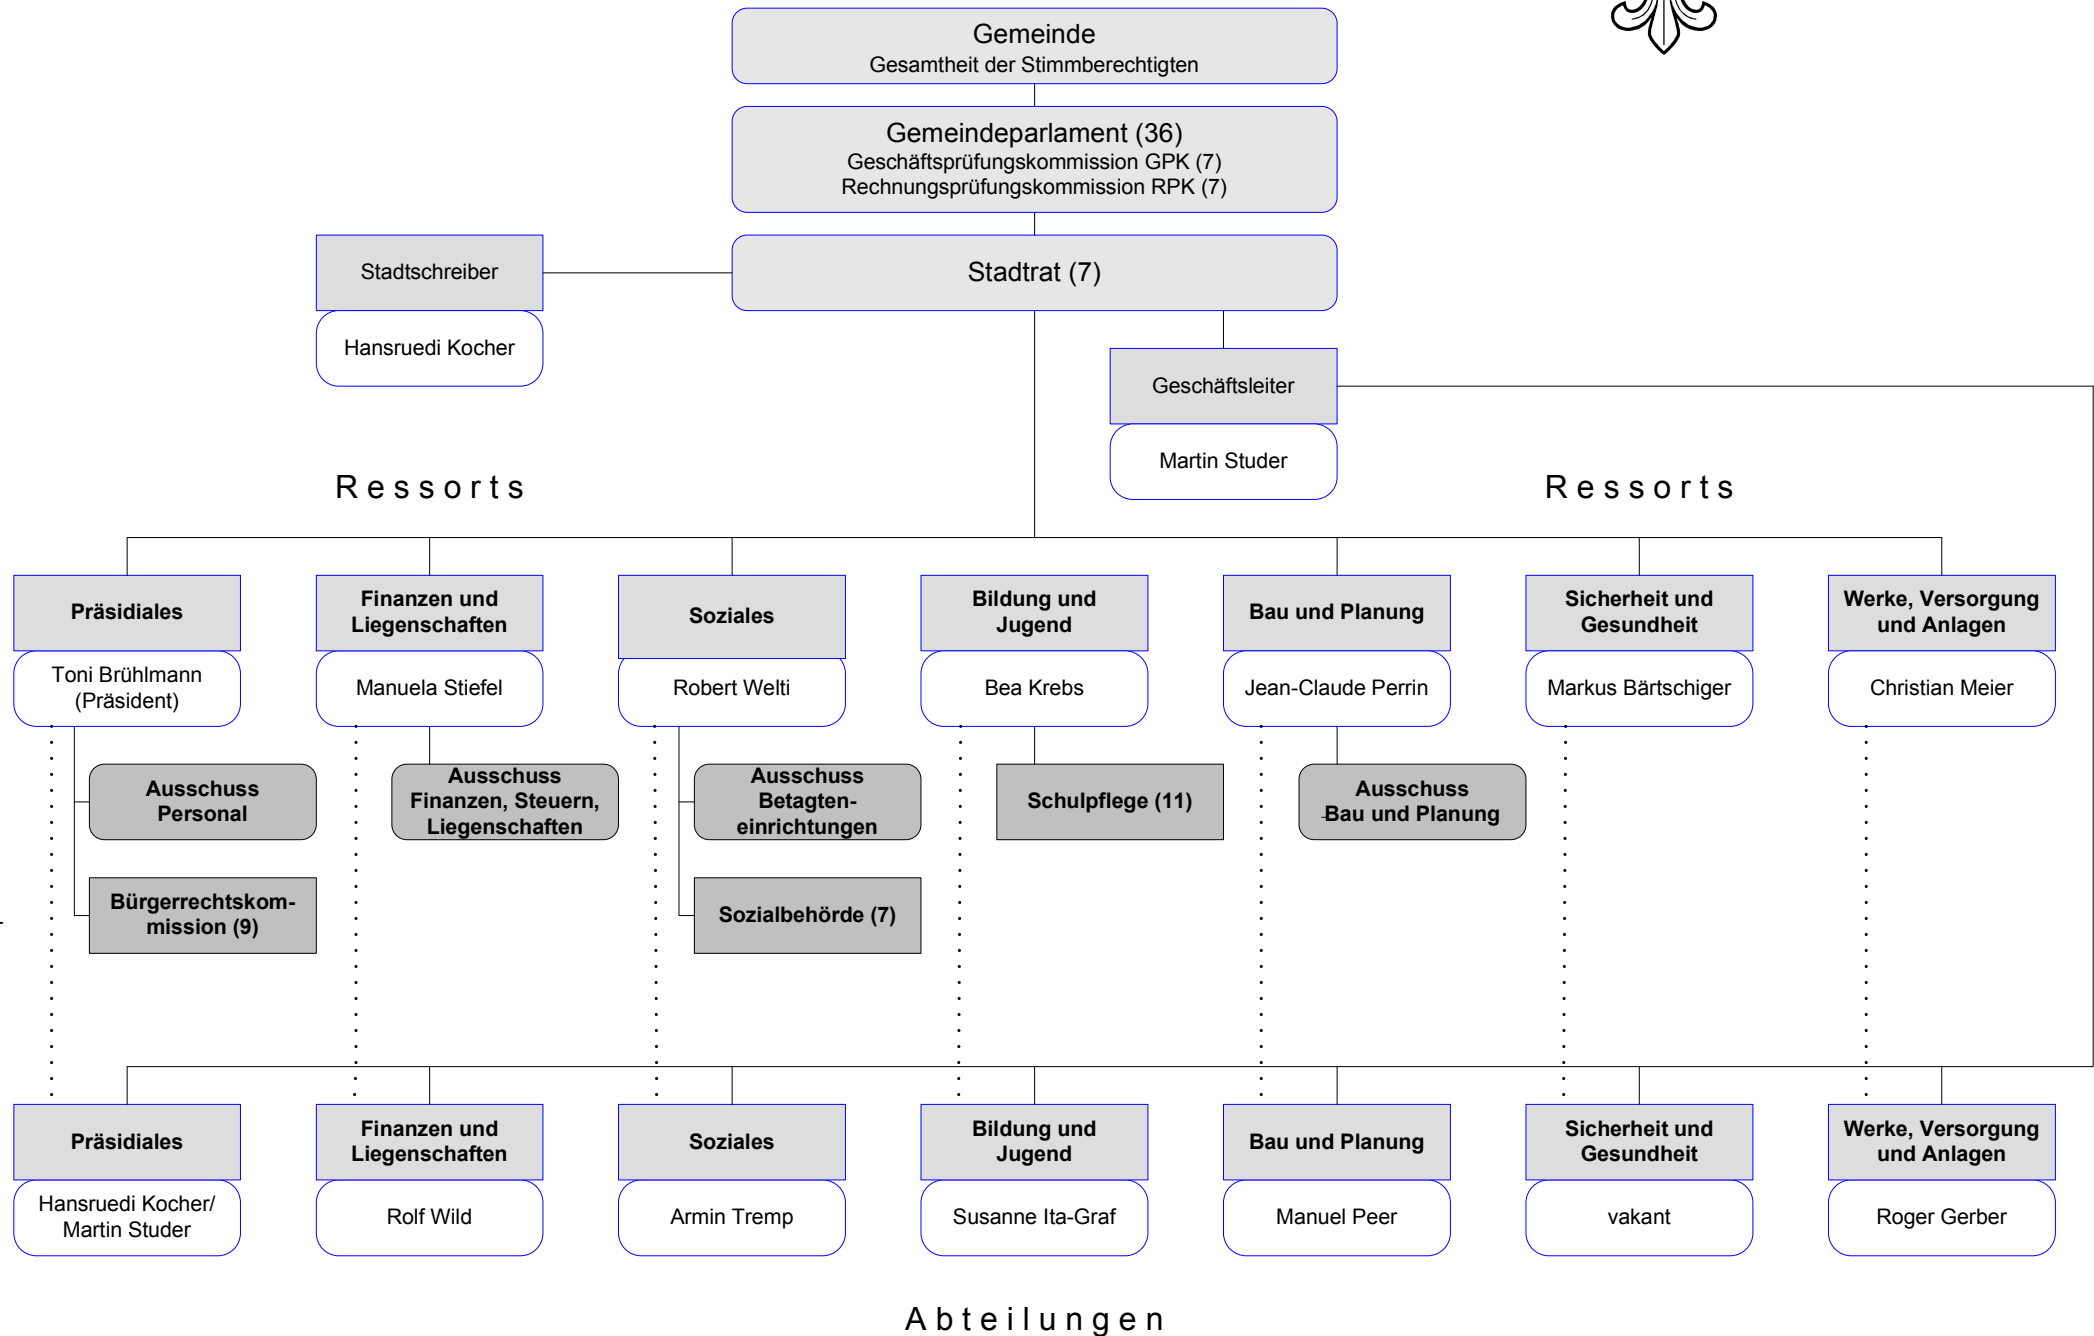 Gemeinde
Gesamtheit der Stimmberechtigten
Gemeindeparlament (36)
Geschäftsprüfungskommission GPK (7)
Rechnungsprüfungskommission RPK (7)
Stadtschreiber
Stadtrat (7)
Hansruedi Kocher
Geschäftsleiter
Martin Studer
Ressorts
Ressorts
Präsidiales
Finanzen und
Liegenschaften
Soziales
Bildung und
Jugend
Bau und Planung
Sicherheit und
Gesundheit
Werke, Versorgung
und Anlagen
Toni Brühlmann
(Präsident)
Manuela Stiefel
Robert Welti
Bea Krebs
Jean-Claude Perrin
Markus Bärtschiger
Christian Meier
Ausschuss
Personal
Ausschuss
Finanzen, Steuern,
Liegenschaften
Ausschuss
Betagten-
einrichtungen
Schulpflege (11)
Ausschuss
Bau und Planung
Bürgerrechtskom-
mission (9)
Sozialbehörde (7)
Präsidiales
Finanzen und
Liegenschaften
Soziales
Bildung und
Jugend
Bau und Planung
Sicherheit und
Gesundheit
Werke, Versorgung
und Anlagen
Hansruedi Kocher/
Martin Studer
Rolf Wild
Armin Tremp
Susanne Ita-Graf
Manuel Peer
vakant
Roger Gerber
Abteilungen